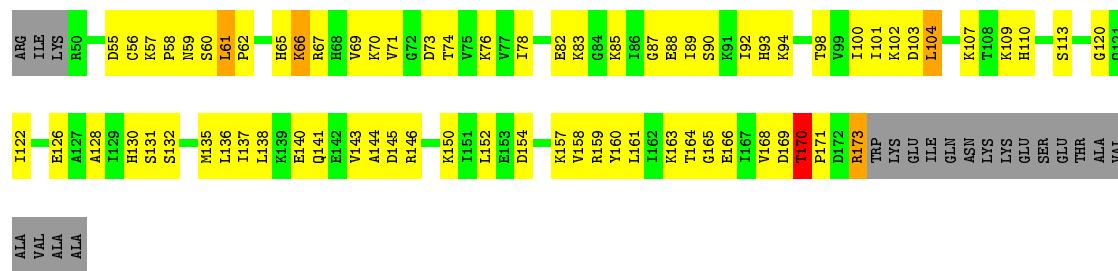 ARG ILE LYS R50 D55 C56 K57 P58 N59 S60 L61 P62 H65 K66 R67 H68 V69 K70 V71 G72 D73 T74 V75 K76 V77 I78 E82 K83 G84 K85 I86 G87 E88 I89 S90 K91 I92 H93 K94 T98 V99 I100 I101 K102 D103 L104 K107 T108 K109 H110 S113 G120 Q121
I122 E126 A127 A128 I129 H130 S131 S132 M135 L136 I137 L138 K139 E140 Q141 E142 V143 A144 D145 R146 K150 I151 L152 E153 D154 K157 V158 R159 Y160 L161 I162 K163 T164 G165 E166 I167 V168 D169 T170 P171 D172 R173 TRP LYS GLU ILE GLN ASN LYS LYS GLU SER GLU THR ALA VAL
ALA VAL ALA ALA